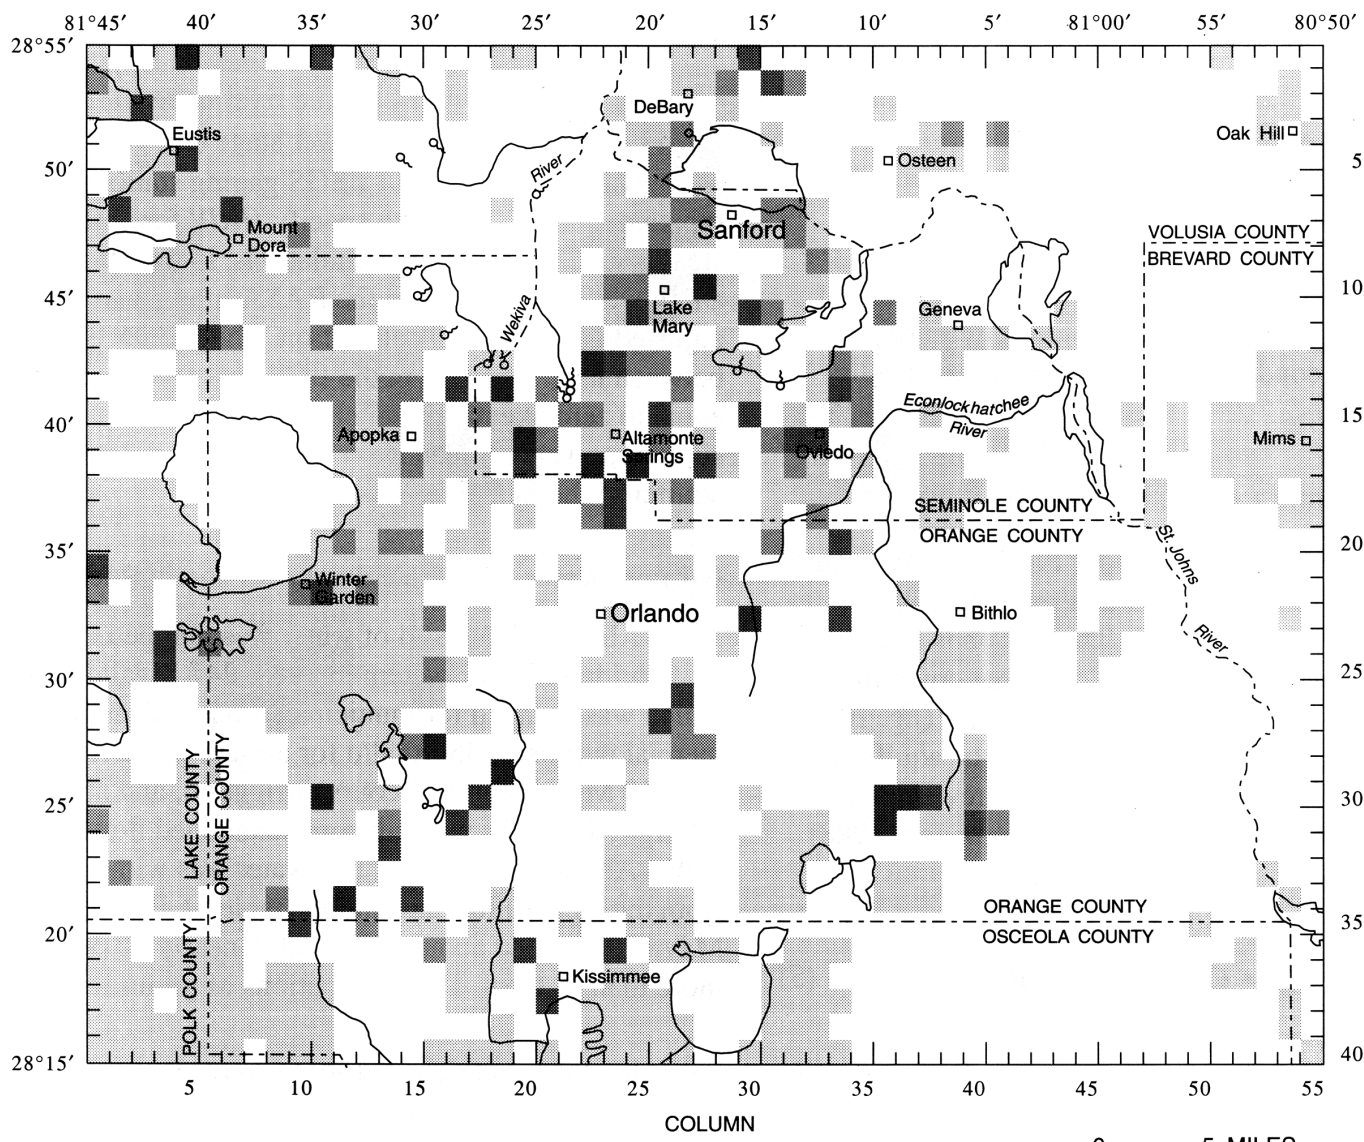 81°45′ 40′ 35′ 30′ 25′ 20′ 15′ 10′ 5′ 81°00′ 55′ 80°50′
28°55′
DeBary
Oak Hill
Eustis
50′
5
River
Osteen
Mount
Dora
Sanford
VOLUSIA COUNTY
BREVARD COUNTY
45′
10
Lake
Mary
Wekiva
Geneva
Econlockhatchee
River
40′
15
Apopka
Altamonte
Springs
Oviedo
Mims
SEMINOLE COUNTY
ORANGE COUNTY
35′
20
St. Johns
River
Winter
Garden
Orlando
Bithlo
30′
25
LAKE COUNTY
ORANGE COUNTY
25′
30
ORANGE COUNTY
OSCEOLA COUNTY
20′
35
POLK COUNTY
Kissimmee
28°15′
40
5 10 15 20 25 30 35 40 45 50 55
COLUMN
0 5 MILES